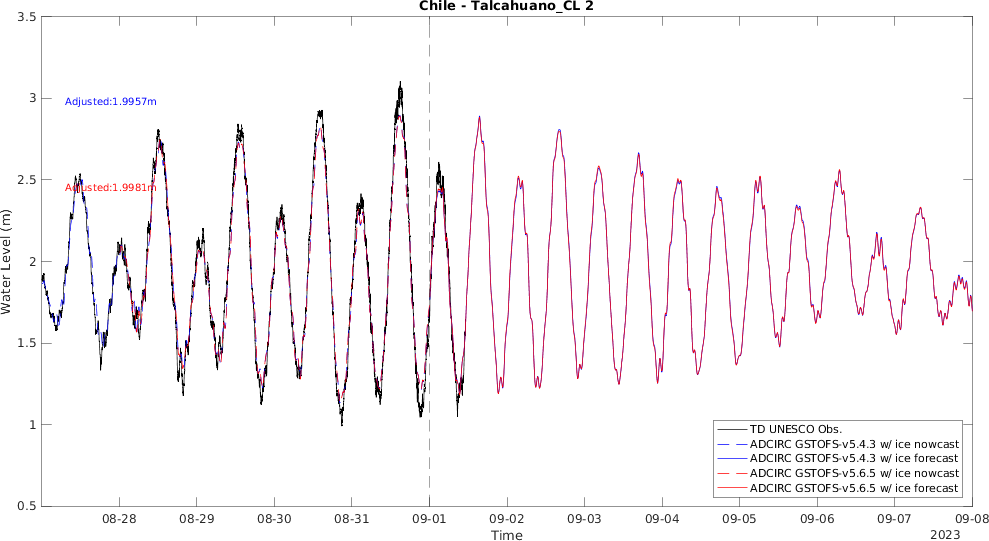 Chile - Talcahuano_CL 2
3.5
3
2.5
2
1.5
1
0.5
Water Level (m)
Adjusted:1.9957m
Adjusted:1.9981m
TD UNESCO Obs.
ADCIRC GSTOFS-v5.4.3 w/ ice nowcast
ADCIRC GSTOFS-v5.4.3 w/ ice forecast
ADCIRC GSTOFS-v5.6.5 w/ ice nowcast
ADCIRC GSTOFS-v5.6.5 w/ ice forecast
08-28 08-29 08-30 08-31 09-01 09-02 09-03 09-04 09-05 09-06 09-07 09-08
Time
2023